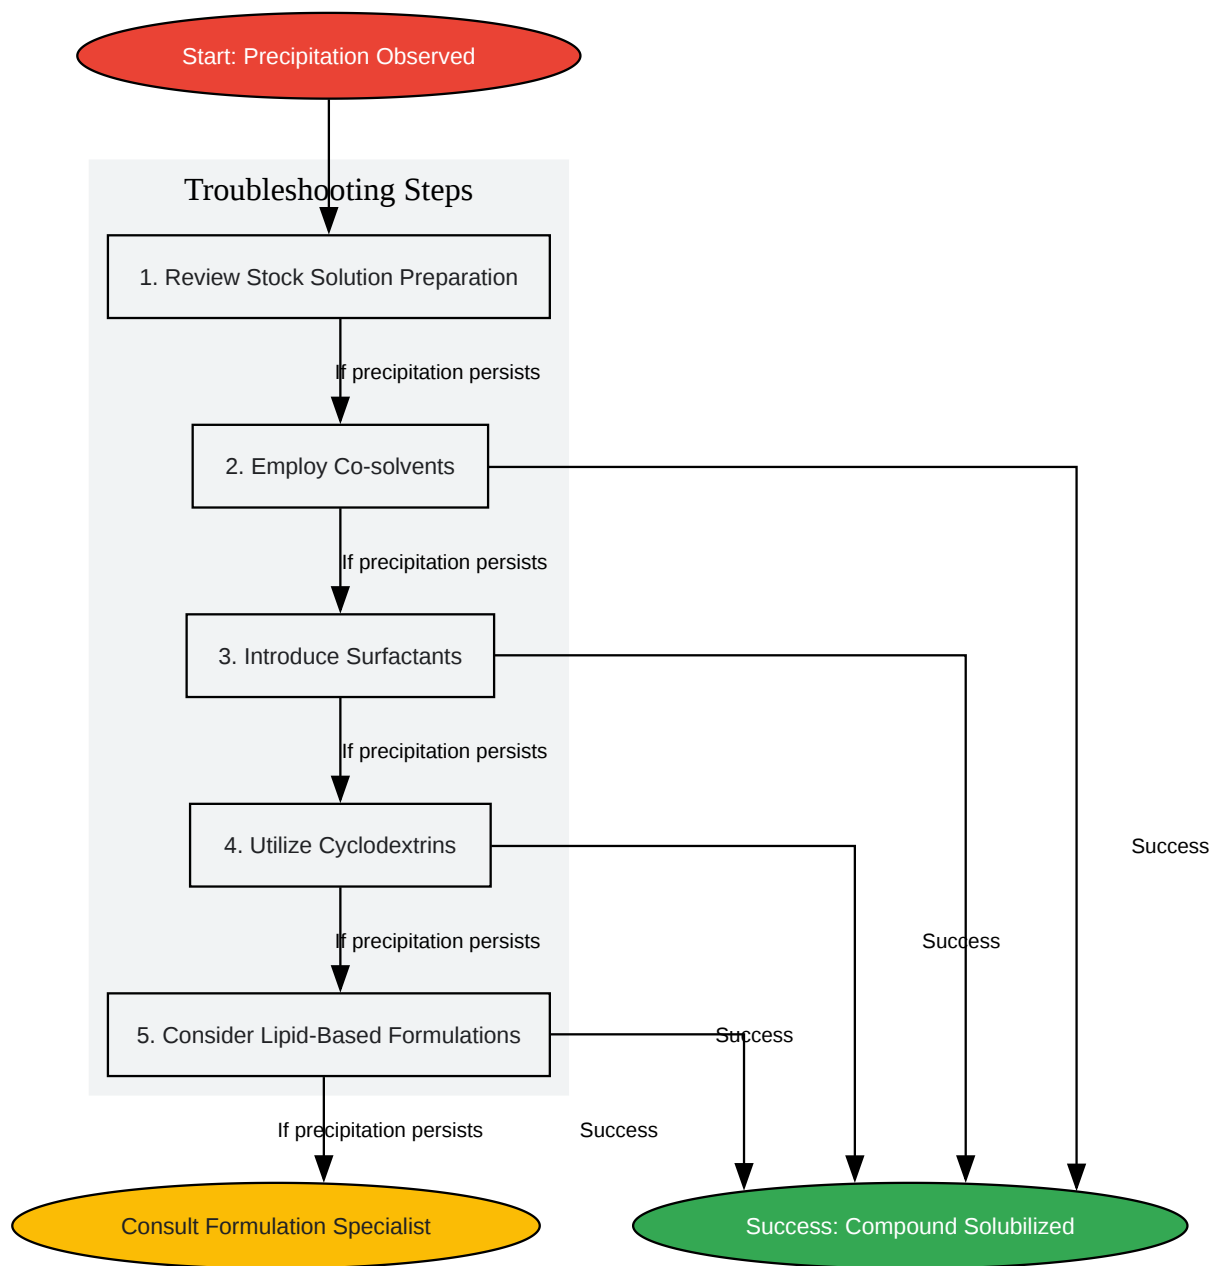 Start: Precipitation Observed
Troubleshooting Steps
1. Review Stock Solution Preparation
If precipitation persists
2. Employ Co-solvents
If precipitation persists
3. Introduce Surfactants
If precipitation persists
4. Utilize Cyclodextrins
Success
If precipitation persists
Success
5. Consider Lipid-Based Formulations
Success
If precipitation persists
Success
Consult Formulation Specialist
Success: Compound Solubilized